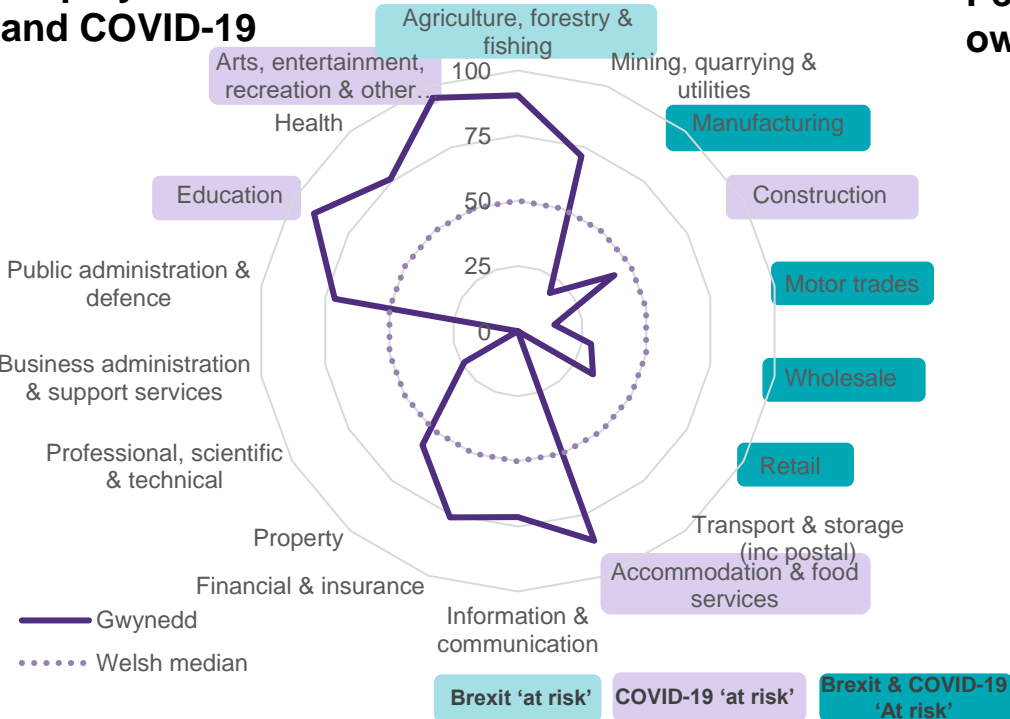 and COVID-19
ow
Agriculture, forestry &
fishing
Arts, entertainment,
recreation & other..
Mining, quarrying &
utilities
Health
Manufacturing
Education
Construction
Public administration &
defence
Motor trades
Business administration
& support services
Wholesale
Professional, scientific
& technical
Retail
Property
Transport & storage
(inc postal)
Financial & insurance
Accommodation & food
services
Information &
communication
100
75
50
25
0
Gwynedd
Welsh median
Brexit ‘at risk’
COVID-19 ‘at risk’
Brexit & COVID-19
‘At risk’